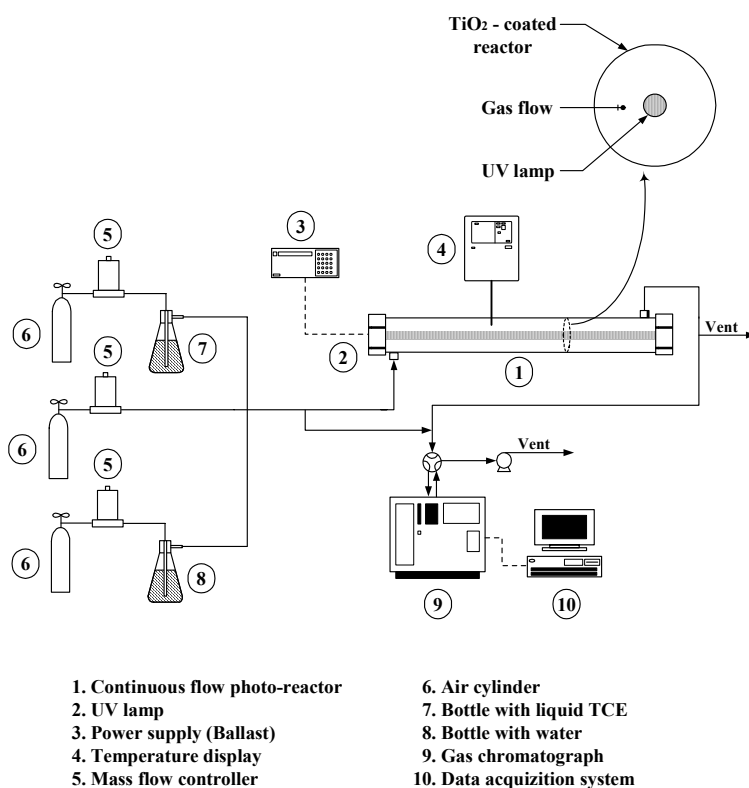 TiO2 - coated
reactor
Gas flow
UV lamp
5
3
4
6
7
2
1
Vent
5
6
Vent
5
6
8
9
10
1. Continuous flow photo-reactor
2. UV lamp
3. Power supply (Ballast)
4. Temperature display
5. Mass flow controller
6. Air cylinder
7. Bottle with liquid TCE
8. Bottle with water
9. Gas chromatograph
10. Data acquizition system